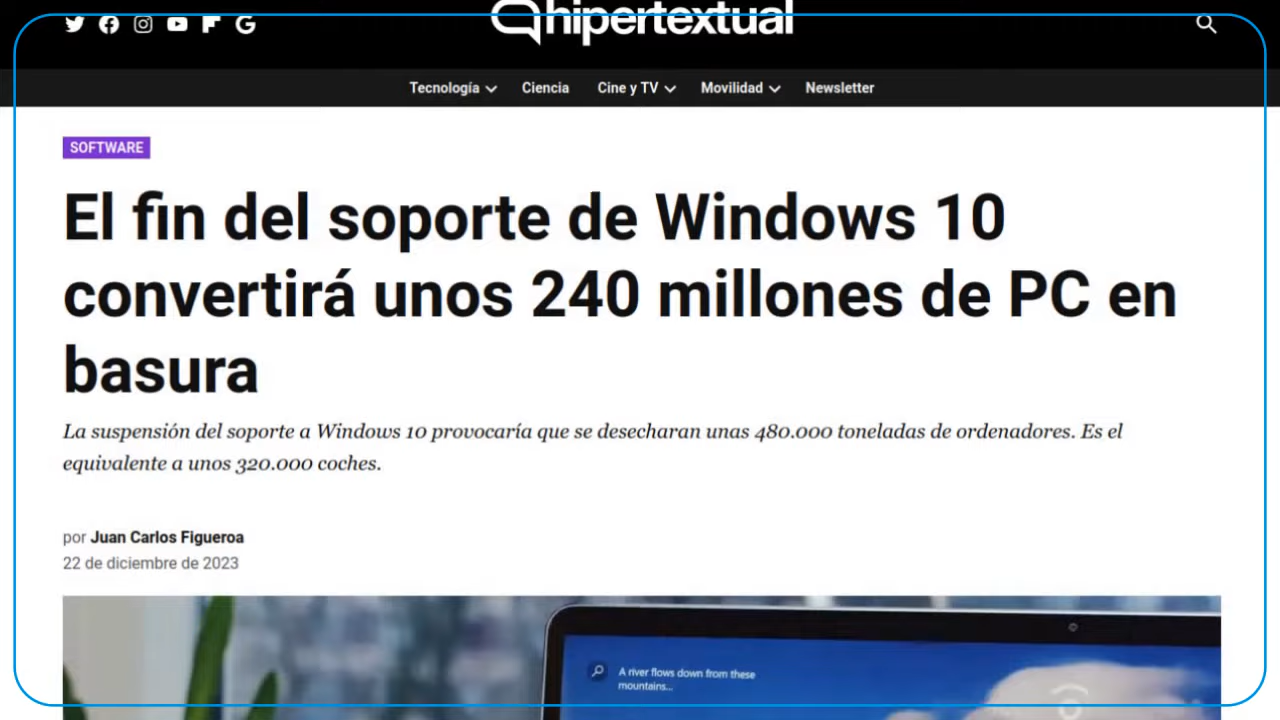 hipertextual
Tecnología
Ciencia
Cine y TV
Movilidad
Newsletter
SOFTWARE
El fin del soporte de Windows 10
convertirá unos 240 millones de PC en
basura
La suspensión del soporte a Windows 10 provocaría que se desecharan unas 480.000 toneladas de ordenadores. Es el
equivalente a unos 320.000 coches.
por Juan Carlos Figueroa
22 de diciembre de 2023
A river flows down from these
mountains...